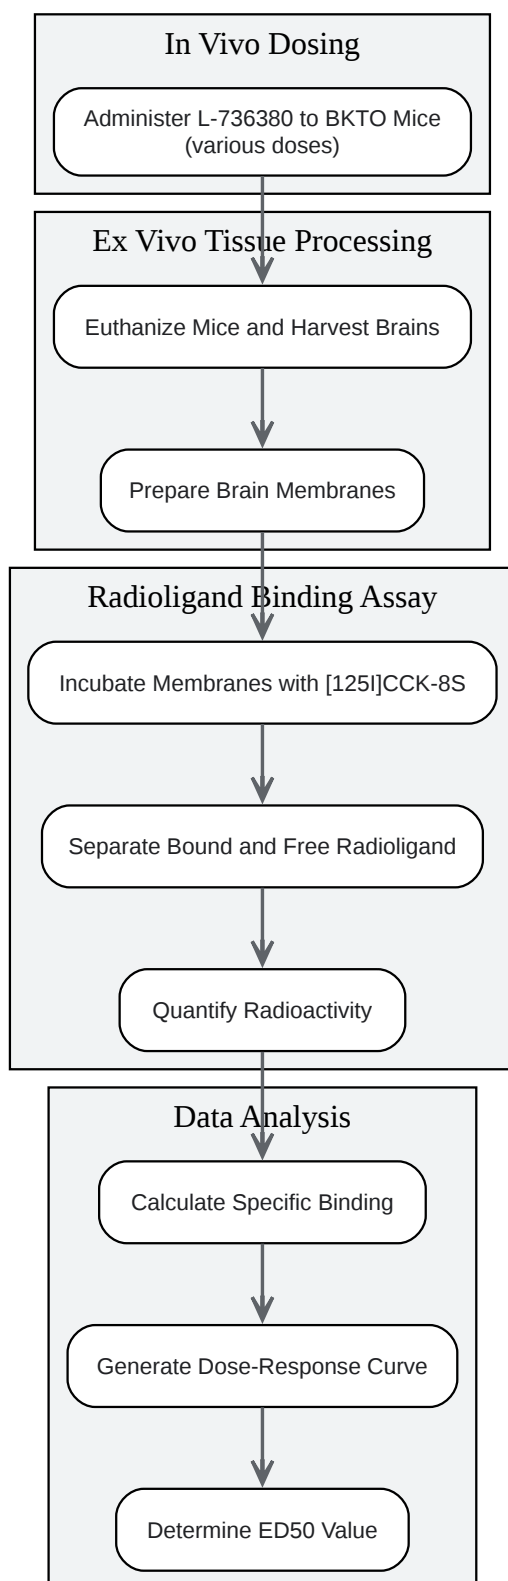 In Vivo Dosing
Administer L-736380 to BKTO Mice
(various doses)
Ex Vivo Tissue Processing
Euthanize Mice and Harvest Brains
Prepare Brain Membranes
Radioligand Binding Assay
Incubate Membranes with [125I]CCK-8S
Separate Bound and Free Radioligand
Quantify Radioactivity
Data Analysis
Calculate Specific Binding
Generate Dose-Response Curve
Determine ED50 Value